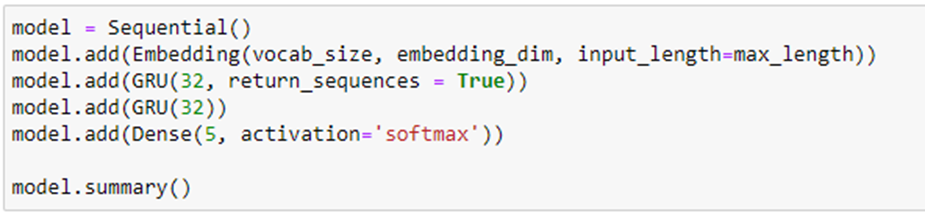 model = Sequential()
model.add(Embedding(vocab_size, embedding_dim, input_length=max_length))
model.add(GRU(32, return_sequences = True))
model.add(GRU(32))
model.add(Dense(5, activation='softmax'))
model.summary()